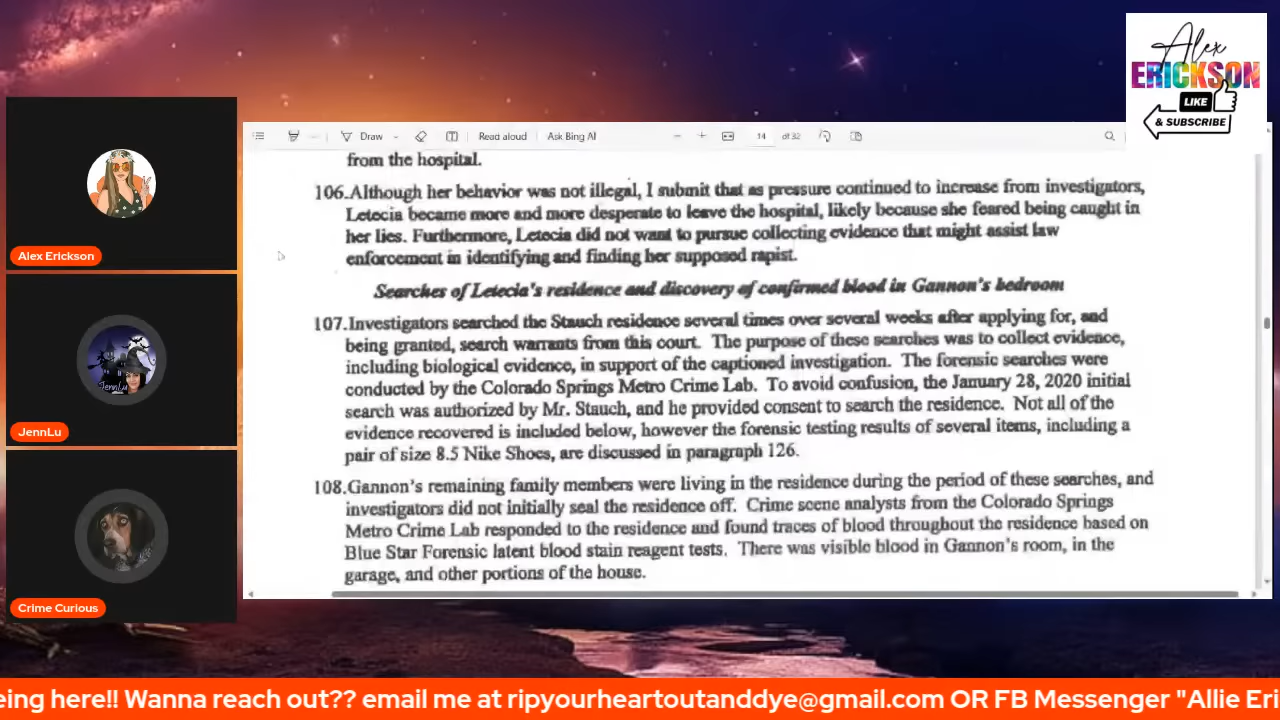 Alex
ERICKSON
LIKE
& SUBSCRIBE
Draw
Read aloud
Ask Bing AI
14
of 32
from the hospital.
106.Although her behavior was not illegal, I submit that as pressure continued to increase from investigators,
Letecia became more and more desperate to leave the hospital, likely because she feared being caught in
her lies. Furthermore, Letecia did not want to pursue collecting evidence that might assist law
enforcement in identifying and finding her supposed rapist.
Searches of Letecia's residence and discovery of confirmed blood in Gannon's bedroom
107.Investigators searched the Stauch residence several times over several weeks after applying for, and
being granted, search warrants from this court. The purpose of these searches was to collect evidence,
including biological evidence, in support of the captioned investigation. The forensic searches were
conducted by the Colorado Springs Metro Crime Lab. To avoid confusion, the January 28, 2020 initial
search was authorized by Mr. Stauch, and he provided consent to search the residence. Not all of the
evidence recovered is included below, however the forensic testing results of several items, including a
pair of size 8.5 Nike Shoes, are discussed in paragraph 126.
108.Gannon's remaining family members were living in the residence during the period of these searches, and
investigators did not initially seal the residence off. Crime scene analysts from the Colorado Springs
Metro Crime Lab responded to the residence and found traces of blood throughout the residence based on
Blue Star Forensic latent blood stain reagent tests. There was visible blood in Gannon's room, in the
garage, and other portions of the house.
Alex Erickson
JennLu
JennLu
Crime Curious
eing here!! Wanna reach out?? email me at ripyourheartoutanddye@gmail.com OR FB Messenger "Allie Eri